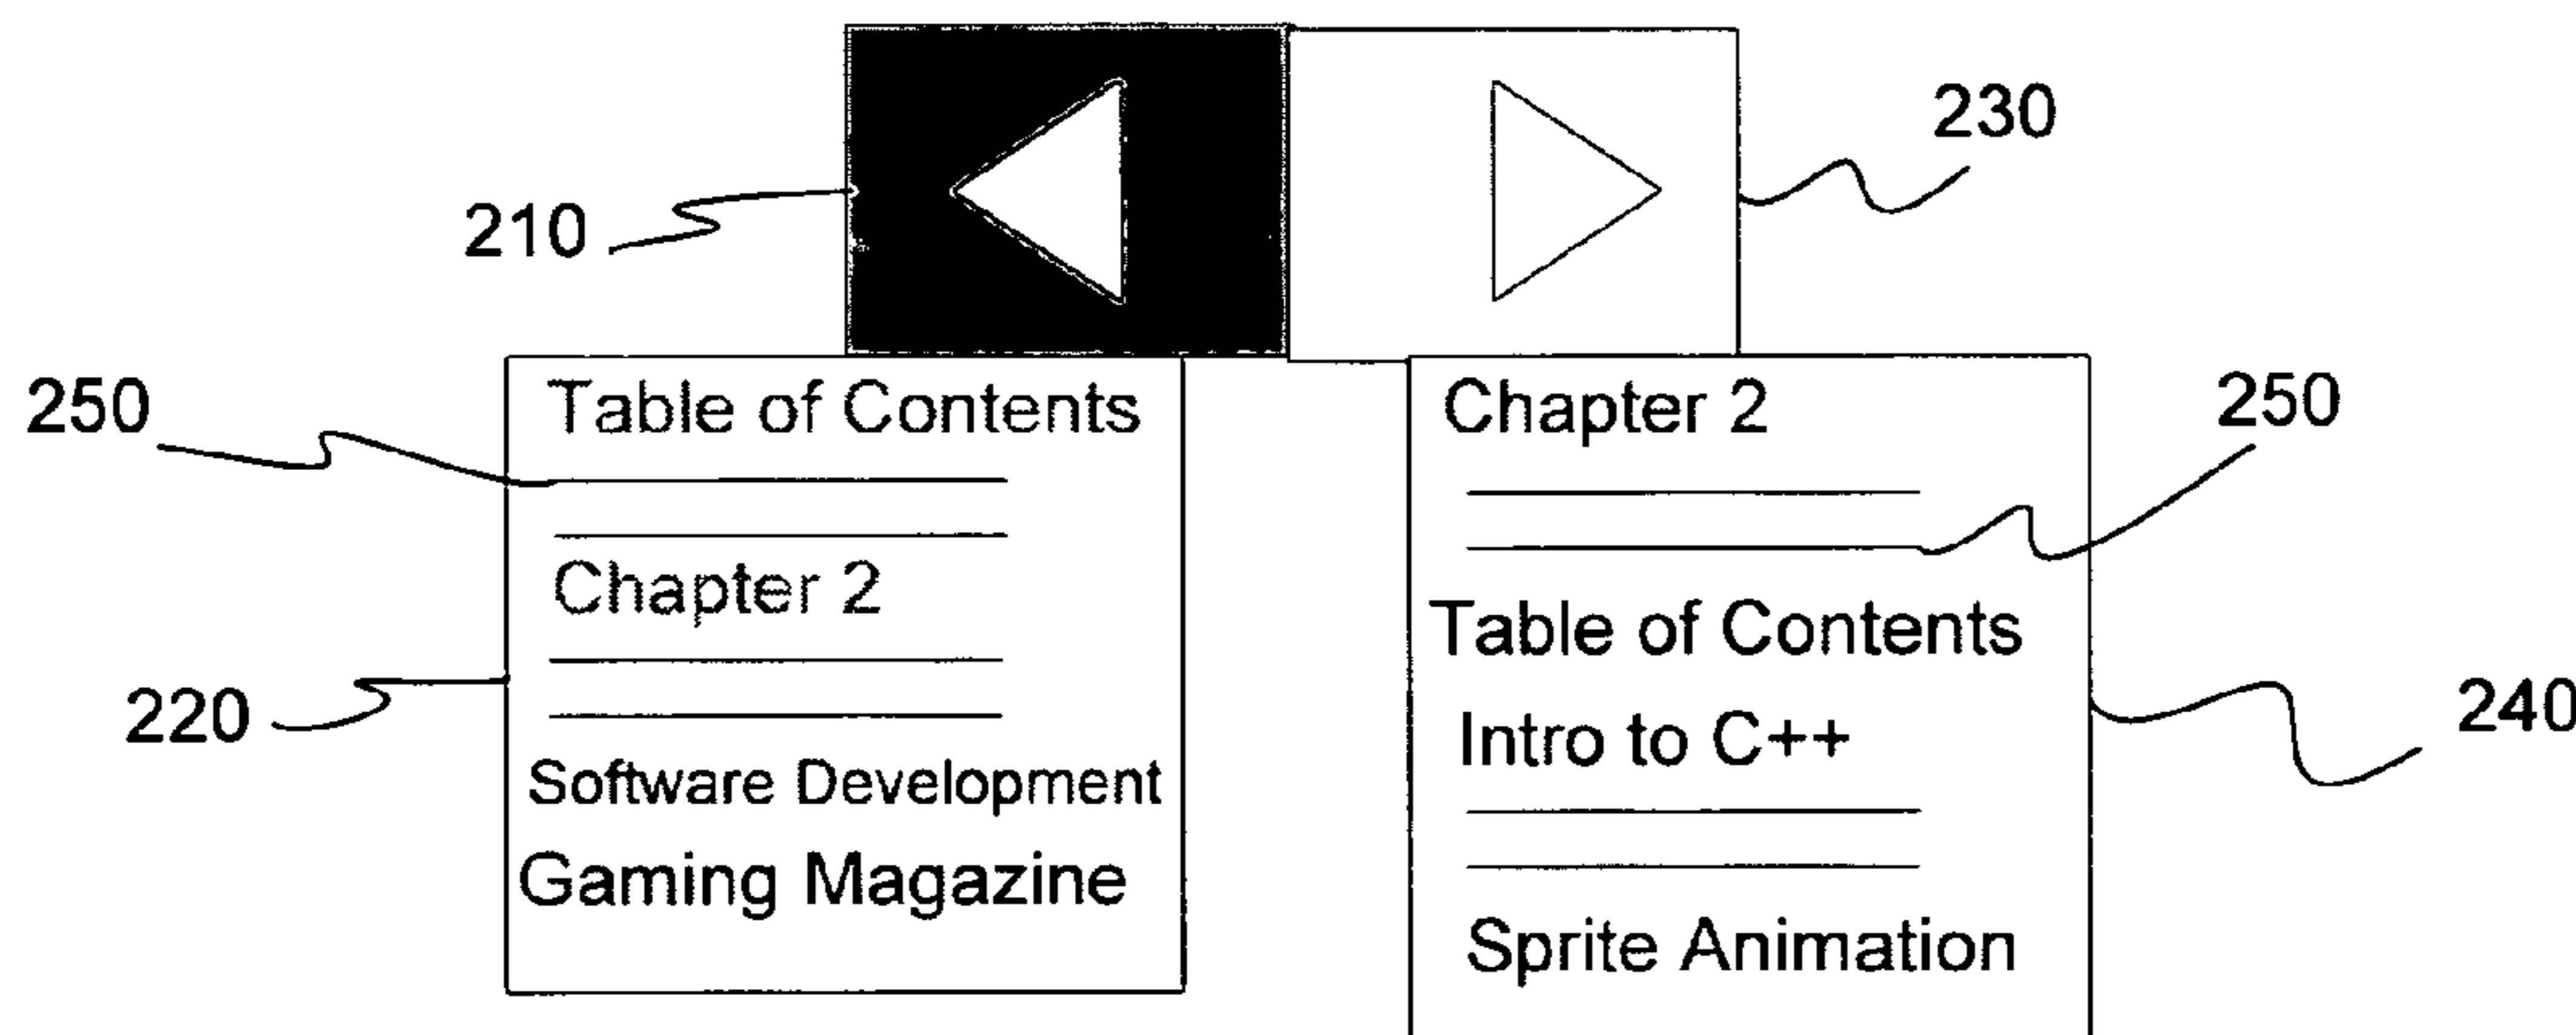 230
210
250
Table of Contents
Chapter 2
220
Software Development
Gaming Magazine
Chapter 2
250
Table of Contents
Intro to C++
240
Sprite Animation